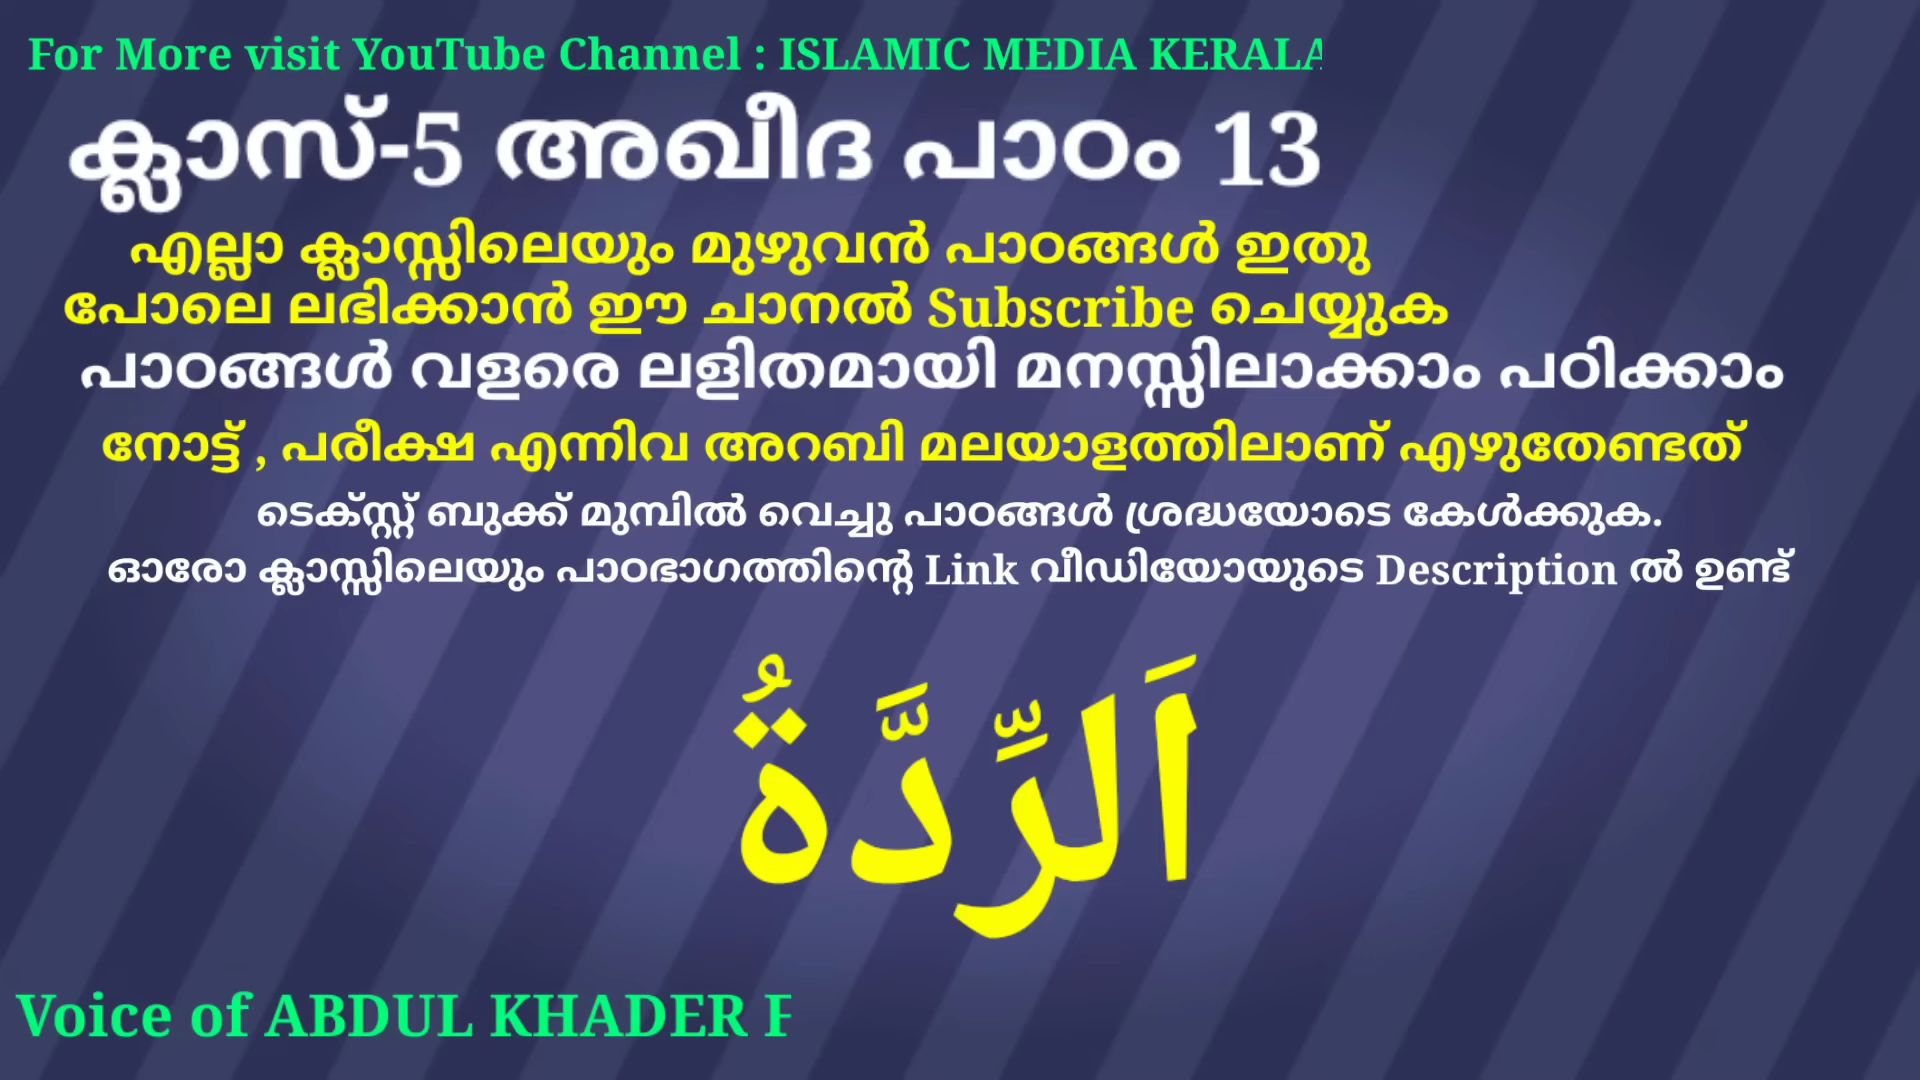 For More visit YouTube Channel : ISLAMIC MEDIA KERALA
ക്ലാസ്-5 അഖീദ പാഠം 13
എല്ലാ ക്ലാസ്സിലെയും മുഴുവൻ പാഠങ്ങൾ ഇതു
പോലെ ലഭിക്കാൻ ഈ ചാനൽ Subscribe ചെയ്യുക
പാഠങ്ങൾ വളരെ ലളിതമായി മനസ്സിലാക്കാം പഠിക്കാം
നോട്ട് , പരീക്ഷ എന്നിവ അറബി മലയാളത്തിലാണ് എഴുതേണ്ടത്
ടെക്സ്റ്റ് ബുക്ക് മുമ്പിൽ വെച്ചു പാഠങ്ങൾ ശ്രദ്ധയോടെ കേൾക്കുക.
ഓരോ ക്ലാസ്സിലെയും പാഠഭാഗത്തിന്റെ Link വീഡിയോയുടെ Description ൽ ഉണ്ട്
اَلرِّدَّةُ
Voice of ABDUL KHADER